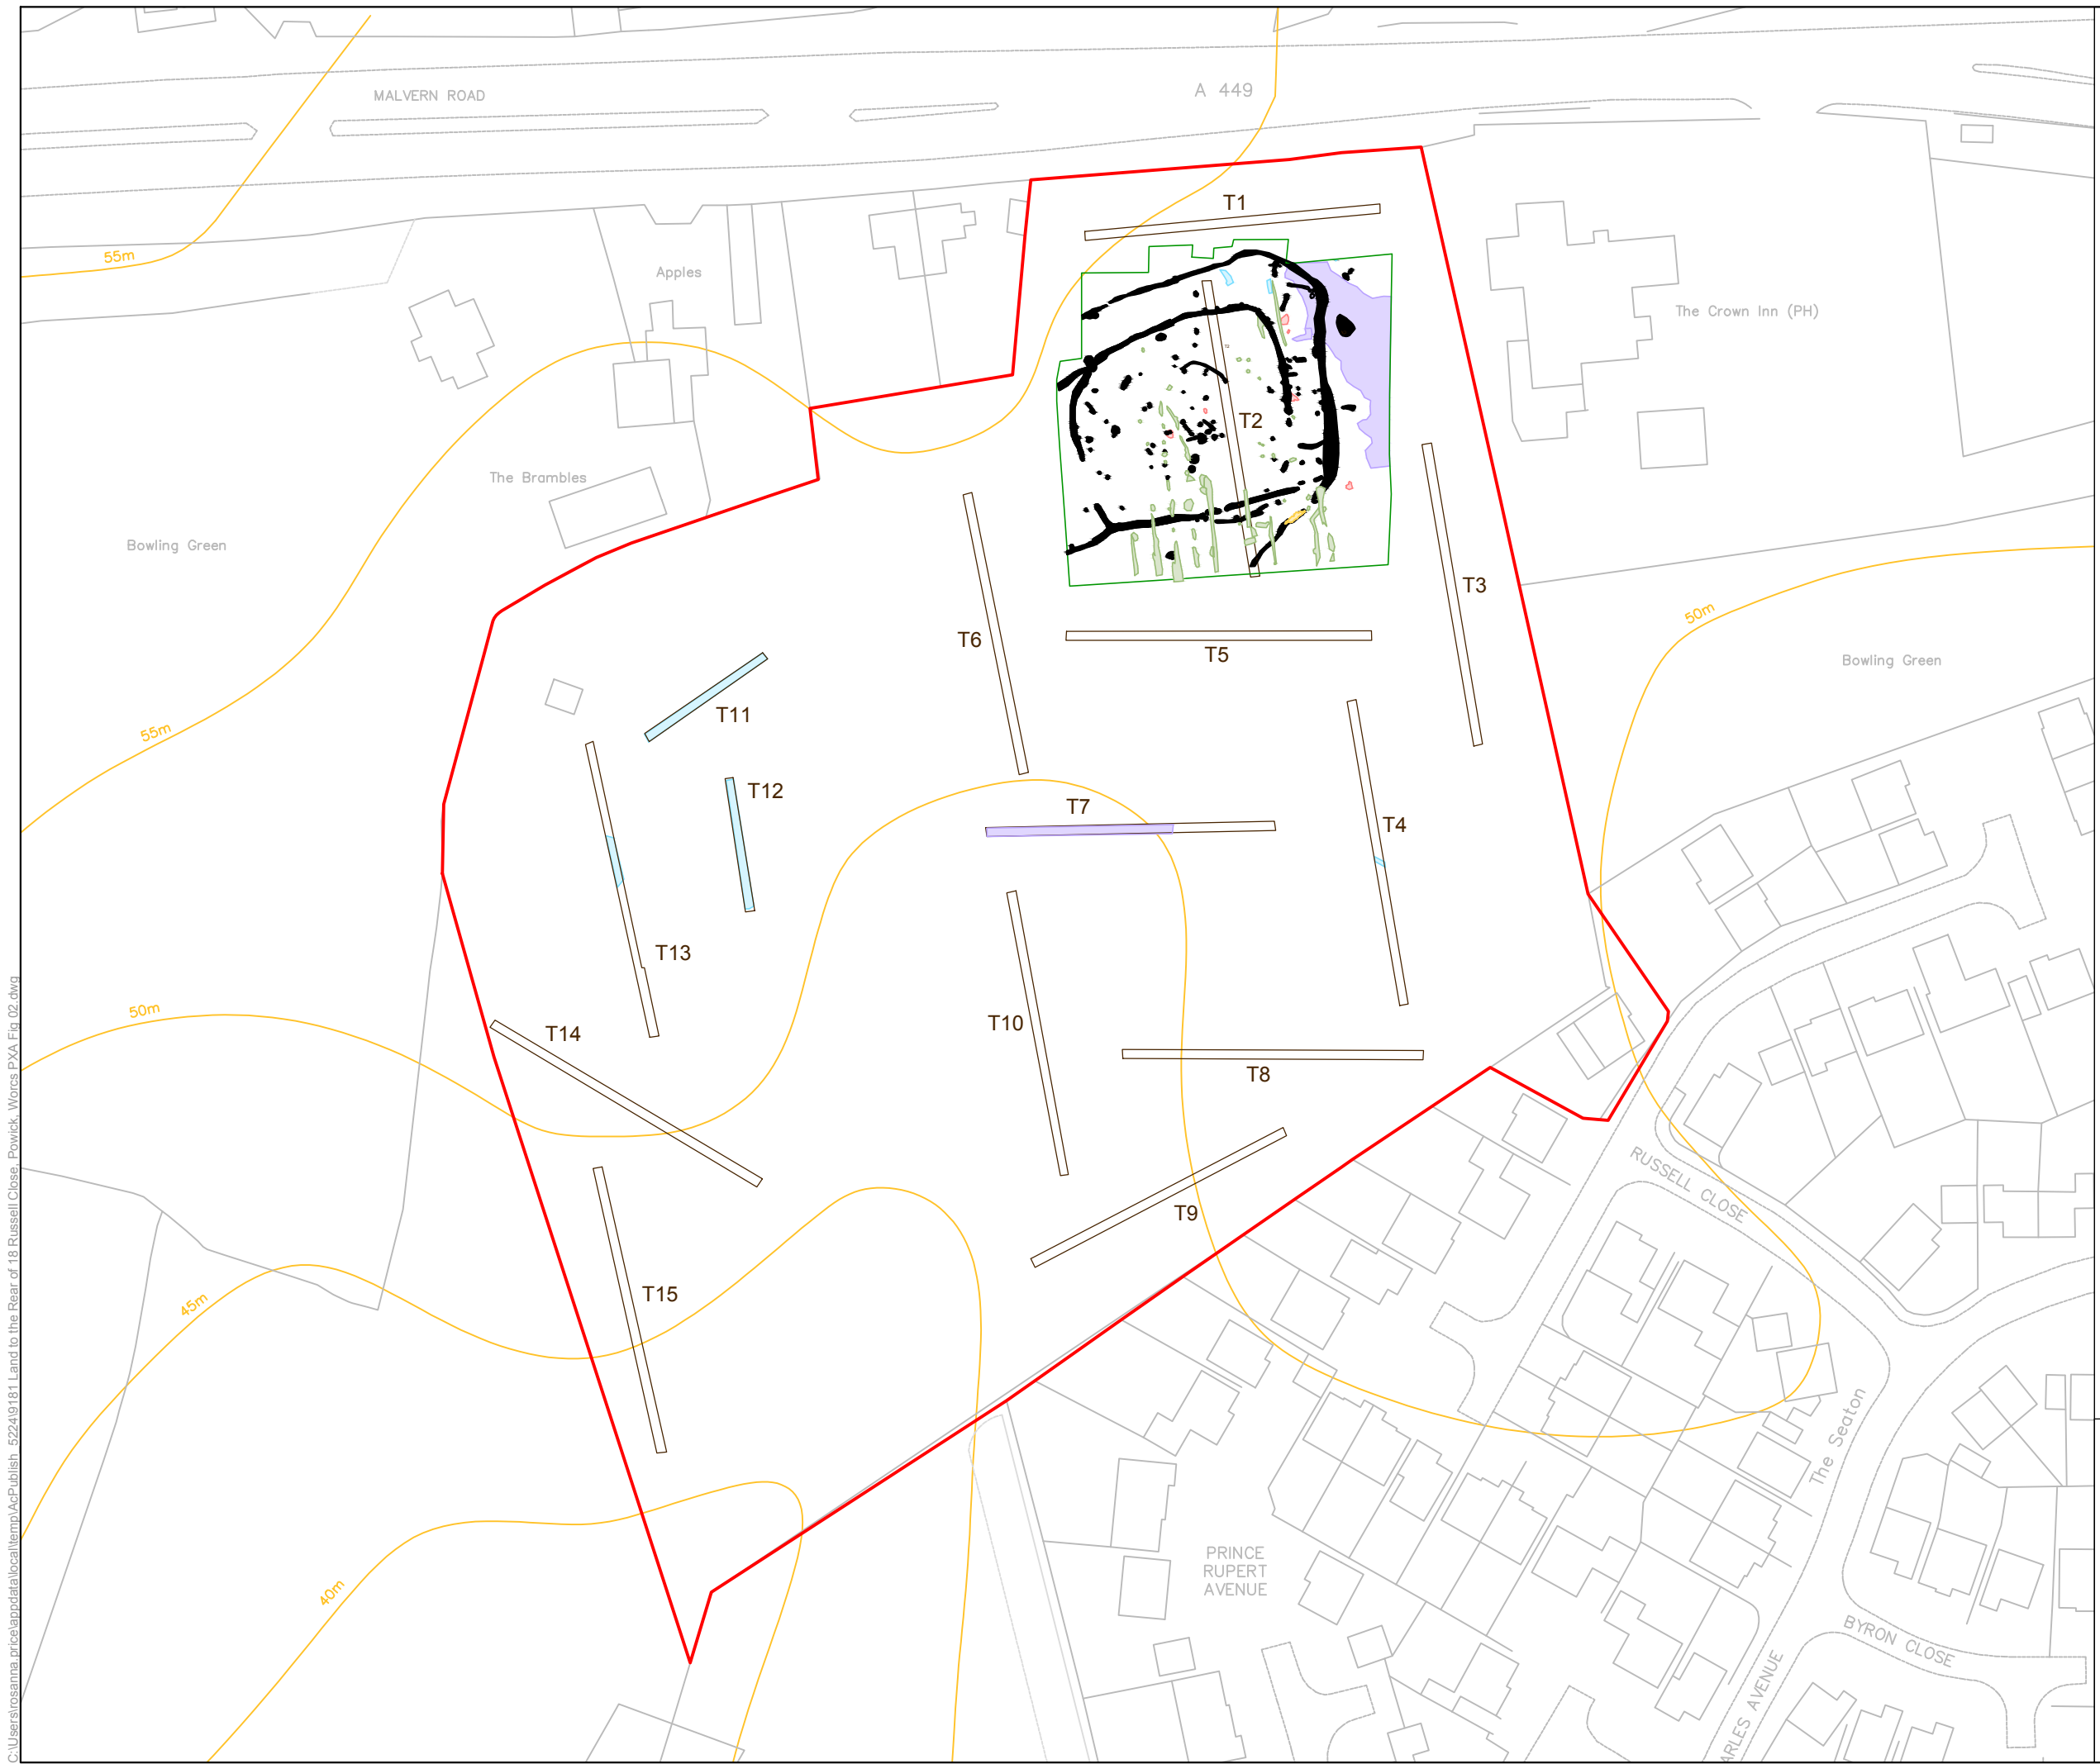 MALVERN ROAD
A 449
T1
55m
Apples
The Crown Inn (PH)
T2
The Brambles
Bowling Green
T3
50m
T6
T5
Bowling Green
T11
55m
T12
T7
T4
T13
50m
T14
T10
T8
RUSSELL CLOSE
T9
45m
T15
The Seaton
PRINCE
RUPERT
AVENUE
40m
BYRON CLOSE
ARLES AVENUE
C:\Users\rosanna.price\appdata\local\temp\AcPublish_5224\9181 Land to the Rear of 18 Russell Close, Powick, Worcs PXA Fig 02.dwg